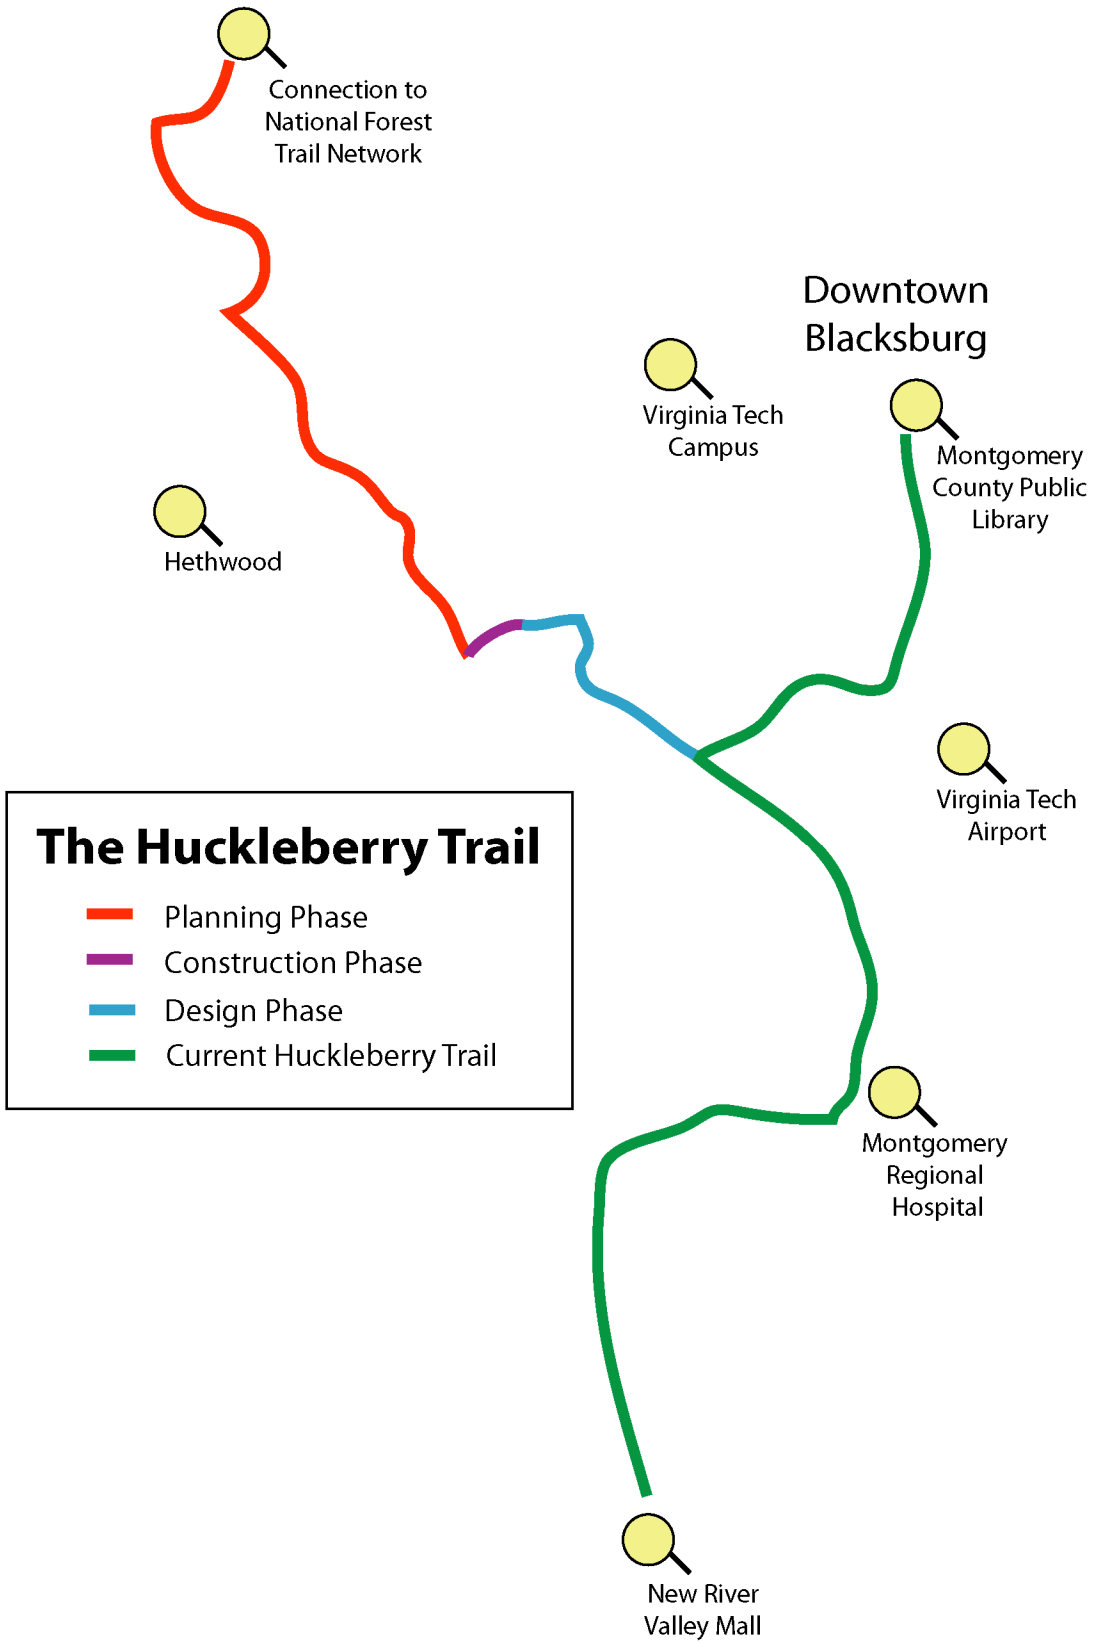 Connection to
National Forest
Trail Network
Downtown
Blacksburg
Virginia Tech
Campus
Montgomery
County Public
Library
Hethwood
Virginia Tech
Airport
The Huckleberry Trail
Planning Phase
Construction Phase
Design Phase
Current Huckleberry Trail
Montgomery
Regional
Hospital
New River
Valley Mall